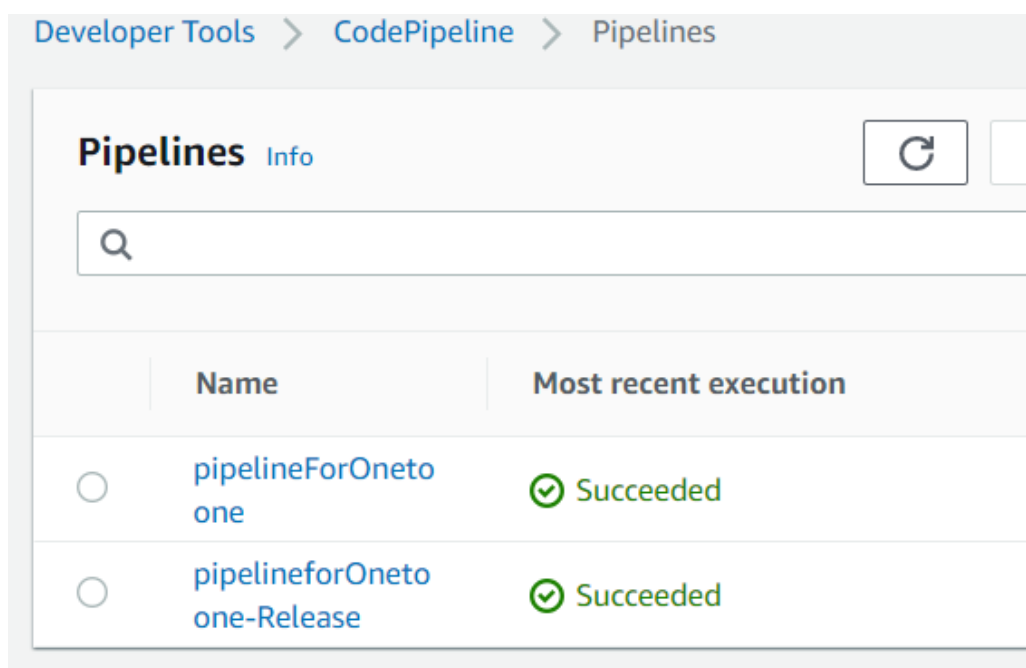 Developer Tools > CodePipeline > Pipelines
Pipelines Info
Name Most recent execution
pipelineForOneto
one
Succeeded
pipelineforOneto
one-Release
Succeeded